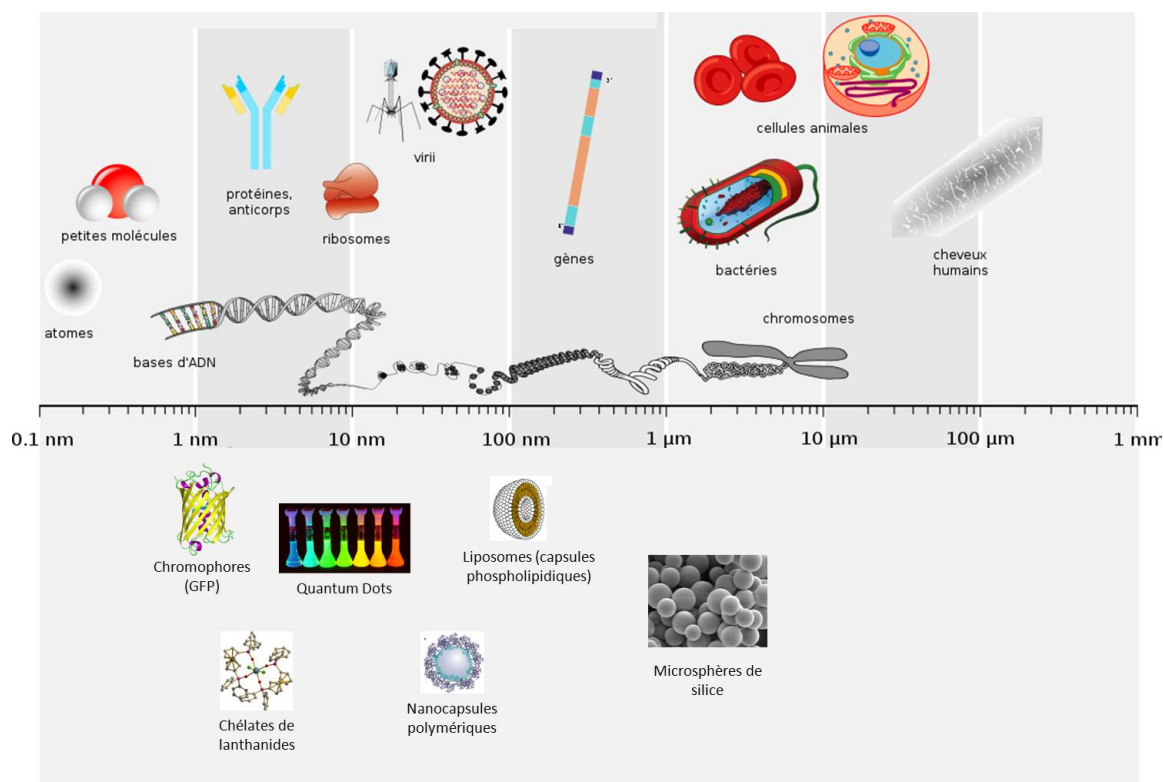 virii
cellules animales
protéines,
anticorps
petites molécules
ribosomes
gènes
bactéries
cheveux
humains
atomes
bases d'ADN
chromosomes
0.1 nm 1 nm 10 nm 100 nm 1 µm 10 µm 100 µm 1 mm
Chromophores
(GFP)
Quantum Dots
Liposomes (capsules
phospholipidiques)
Microsphères de
silice
Chélates de
lanthanides
Nanocapsules
polymériques